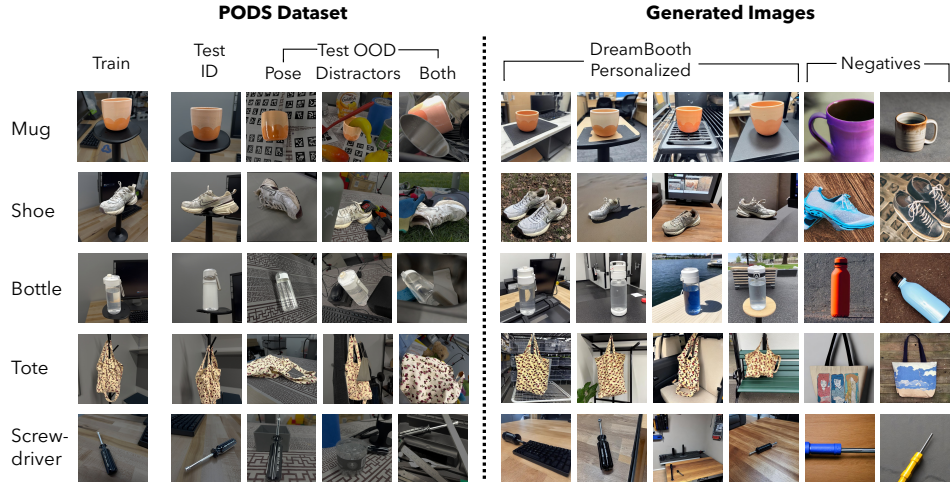 PODS Dataset
Generated Images
Train
Test
ID
Test OOD
Pose
Distractors
Both
DreamBooth
Personalized
Negatives
Mug
Shoe
Bottle
Tote
Screw-
driver